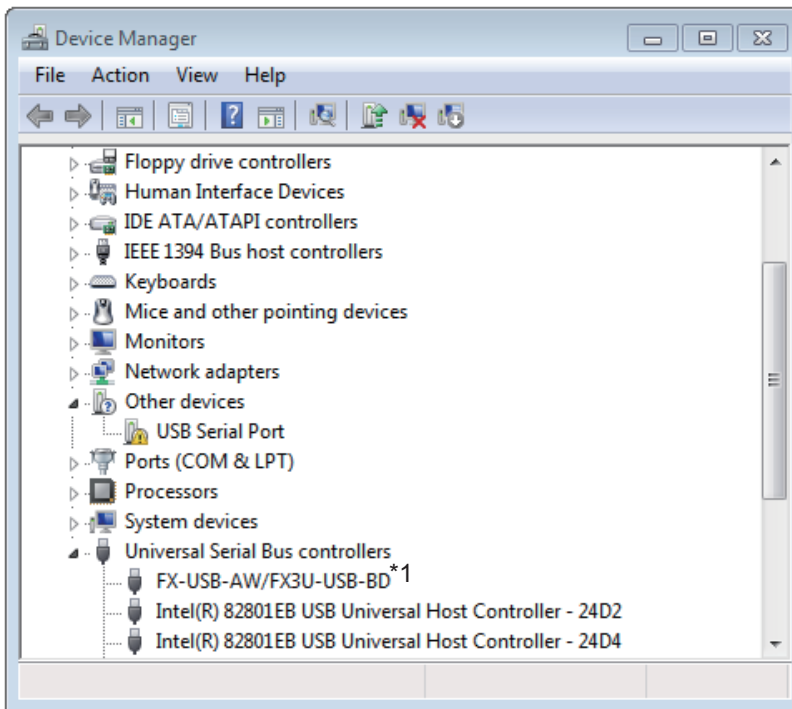 Device Manager
File Action View Help
Floppy drive controllers
Human Interface Devices
IDE ATA/ATAPI controllers
IEEE 1394 Bus host controllers
Keyboards
Mice and other pointing devices
Monitors
Network adapters
Other devices
USB Serial Port
Ports (COM & LPT)
Processors
System devices
Universal Serial Bus controllers
FX-USB-AW/FX3U-USB-BD*1
Intel(R) 82801EB USB Universal Host Controller - 24D2
Intel(R) 82801EB USB Universal Host Controller - 24D4